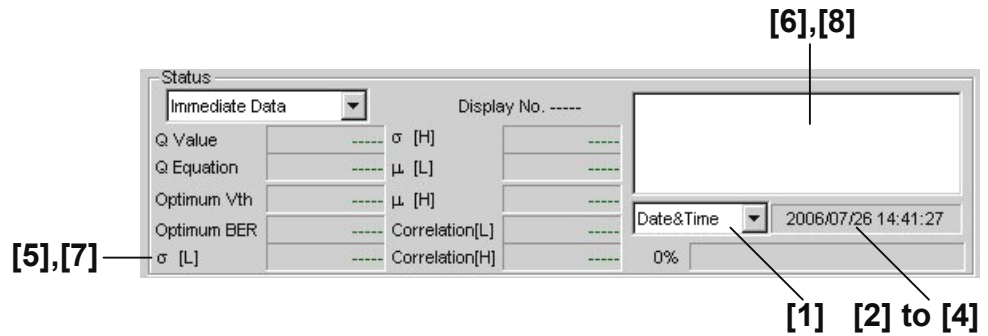 [6],[8]
Status
Immediate Data
Display No. -----
Q Value ----- σ [H] -----
Q Equation ----- μ [L] -----
Optimum Vth ----- μ [H] -----
Optimum BER ----- Correlation[L] -----
[5],[7] σ [L] ----- Correlation[H] -----
Date&Time 2006/07/26 14:41:27
0%
[1] [2] to [4]